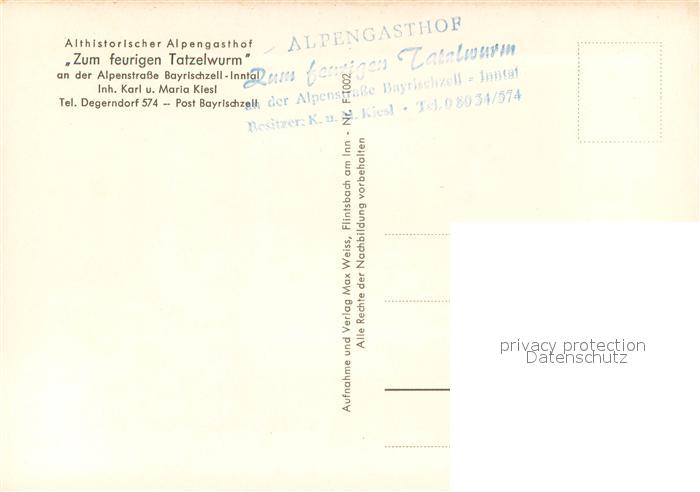 Althistorischer Alpengasthof
„Zum feurigen Tatzelwurm"
an der Alpenstraße Bayrischzell-Inntal
Inh. Karl u. Maria Kiesl
Tel. Degerndorf 574 — Post Bayrischzell
ALPENGASTHOF
Zum feurigen Tatzelwurm
an der Alpenstraße Bayrischzell - Inntal
Besitzer: K. u. M. Kiesl · Tel. 0 80 34/574
Aufnahme und Verlag Max Weiss, Flintsbach am Inn - Nr. F 1002
Alle Rechte der Nachbildung vorbehalten
privacy protection
Datenschutz